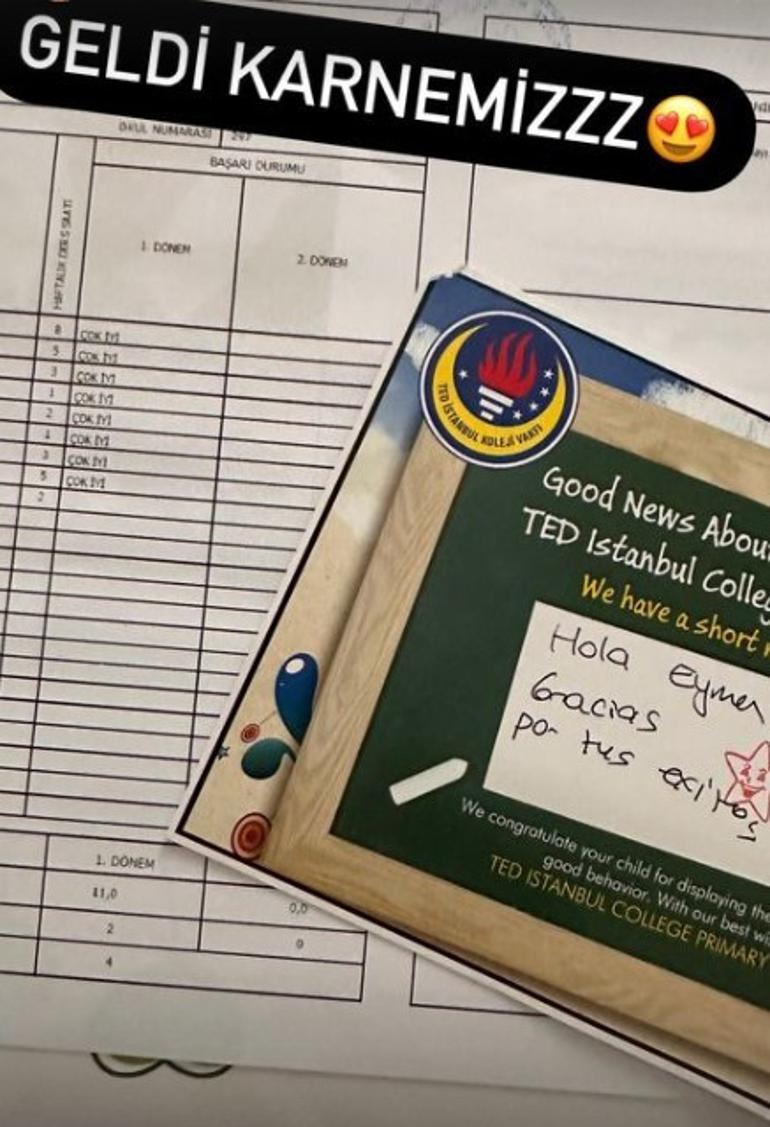 GELDİ KARNEMİZZZ😍
OKUL NUMARASI 297
BAŞARI DURUMU
HAFTALIK DERS SAATİ
1. DÖNEM
2. DÖNEM
8 ÇOK İYİ
5 ÇOK İYİ
3 ÇOK İYİ
1 ÇOK İYİ
2 ÇOK İYİ
1 ÇOK İYİ
3 ÇOK İYİ
5 ÇOK İYİ
2
TED İSTANBUL KOLEJİ VAKFI
Good News Abou
TED Istanbul Colleg
We have a short
Hola Eymen
Gracias
por tus exitos
We congratulate your child for displaying the
good behavior. With our best wi
TED ISTANBUL COLLEGE PRIMARY
1. DÖNEM
11,0
0,0
2
0
4